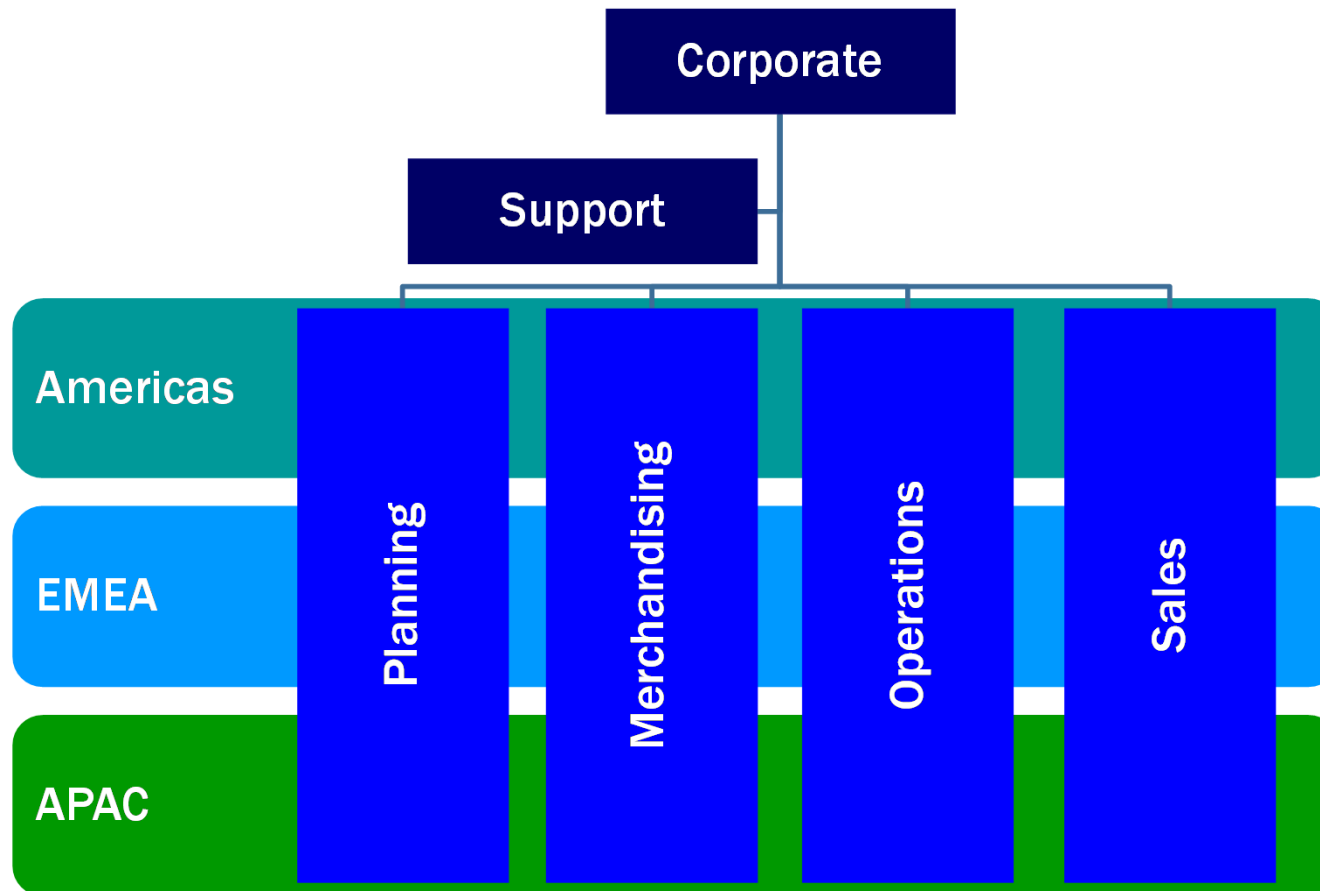 Corporate
Support
Americas
EMEA
APAC
Planning
Merchandising
Operations
Sales